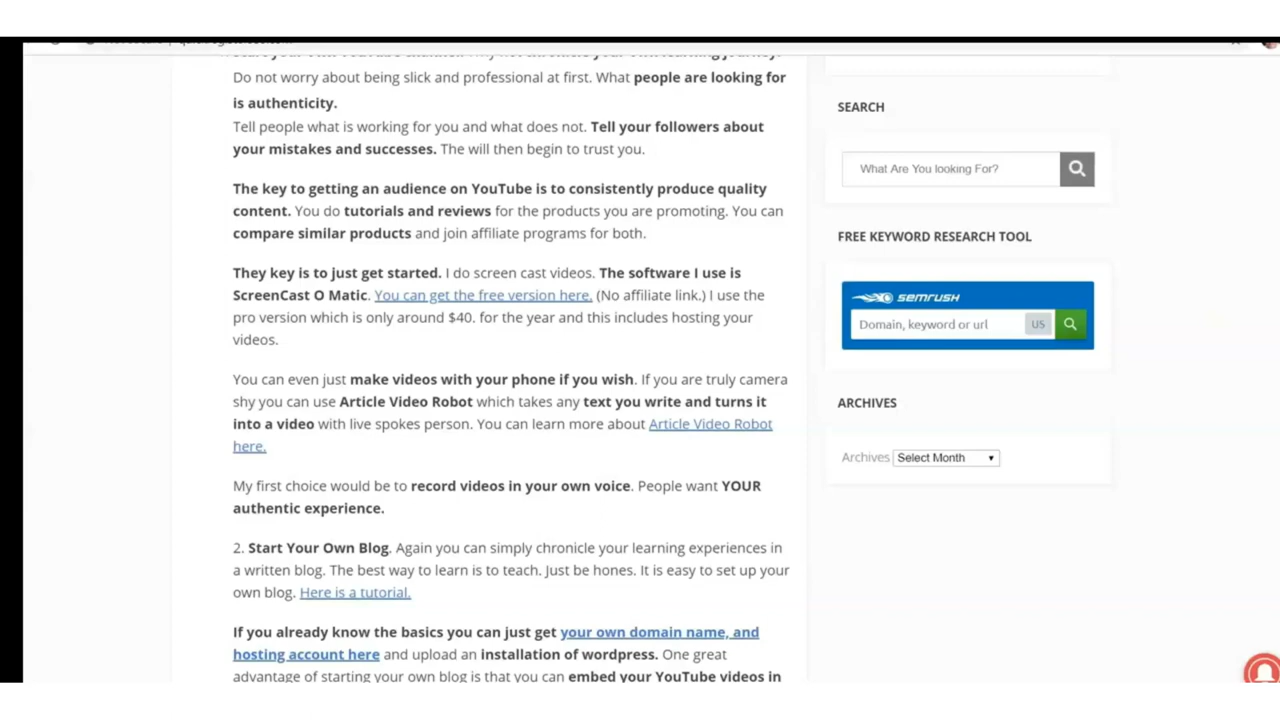 Do not worry about being slick and professional at first. What people are looking for
is authenticity.
Tell people what is working for you and what does not. Tell your followers about
your mistakes and successes. The will then begin to trust you.
The key to getting an audience on YouTube is to consistently produce quality
content. You do tutorials and reviews for the products you are promoting. You can
compare similar products and join affiliate programs for both.
They key is to just get started. I do screen cast videos. The software I use is
ScreenCast O Matic. You can get the free version here. (No affiliate link.) I use the
pro version which is only around $40. for the year and this includes hosting your
videos.
You can even just make videos with your phone if you wish. If you are truly camera
shy you can use Article Video Robot which takes any text you write and turns it
into a video with live spokes person. You can learn more about Article Video Robot
here.
My first choice would be to record videos in your own voice. People want YOUR
authentic experience.
2. Start Your Own Blog. Again you can simply chronicle your learning experiences in
a written blog. The best way to learn is to teach. Just be hones. It is easy to set up your
own blog. Here is a tutorial.
If you already know the basics you can just get your own domain name, and
hosting account here and upload an installation of wordpress. One great
advantage of starting your own blog is that you can embed your YouTube videos in
SEARCH
What Are You looking For?
FREE KEYWORD RESEARCH TOOL
SEMRUSH
Domain, keyword or url US
ARCHIVES
Archives Select Month